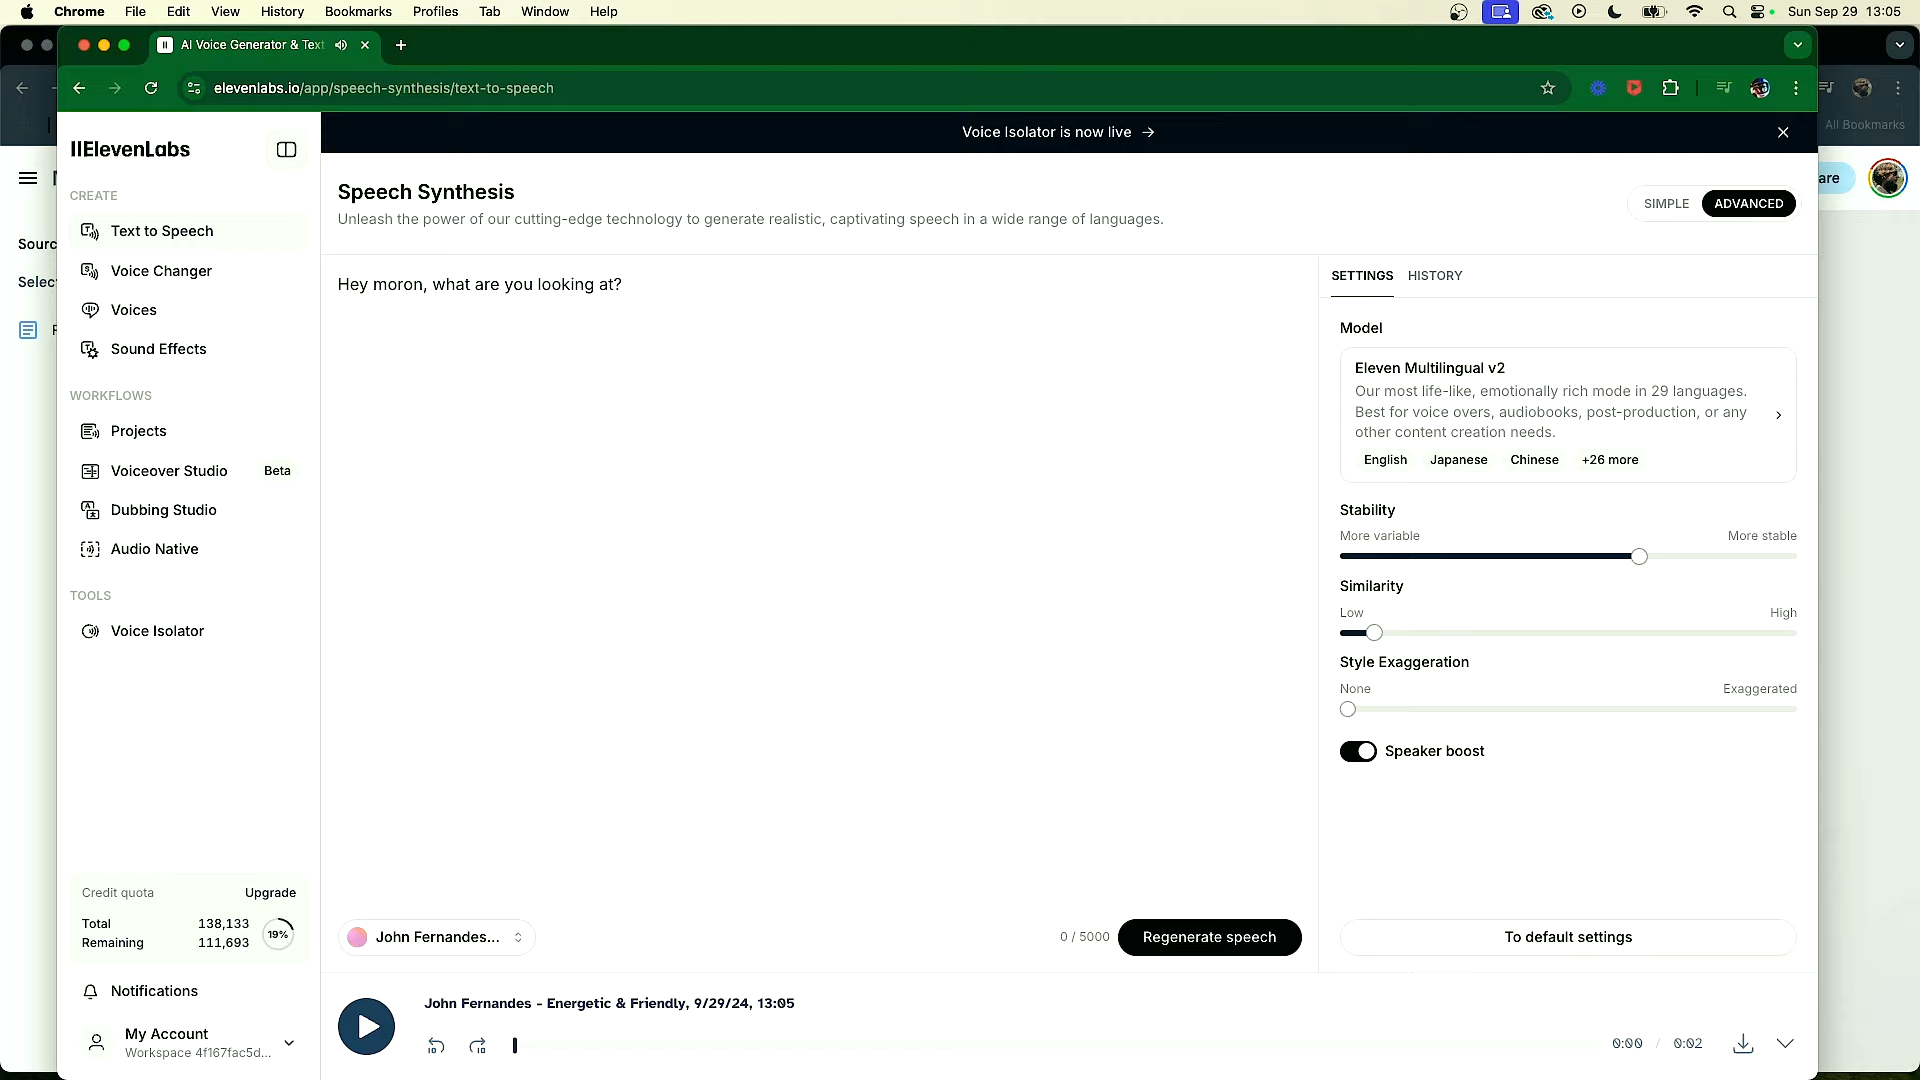 Chrome File Edit View History Bookmarks Profiles Tab Window Help
Sun Sep 29 13:05
AI Voice Generator & Text
elevenlabs.io/app/speech-synthesis/text-to-speech
All Bookmarks
IIElevenLabs
Voice Isolator is now live →
CREATE
Text to Speech
Voice Changer
Voices
Sound Effects
WORKFLOWS
Projects
Voiceover Studio Beta
Dubbing Studio
Audio Native
TOOLS
Voice Isolator
Credit quota Upgrade
Total 138,133
Remaining 111,693
19%
Notifications
My Account
Workspace 4f167fac5d...
Speech Synthesis
Unleash the power of our cutting-edge technology to generate realistic, captivating speech in a wide range of languages.
SIMPLE ADVANCED
Hey moron, what are you looking at?
SETTINGS HISTORY
Model
Eleven Multilingual v2
Our most life-like, emotionally rich mode in 29 languages.
Best for voice overs, audiobooks, post-production, or any
other content creation needs.
English Japanese Chinese +26 more
Stability
More variable More stable
Similarity
Low High
Style Exaggeration
None Exaggerated
Speaker boost
To default settings
John Fernandes...
0 / 5000
Regenerate speech
John Fernandes - Energetic & Friendly, 9/29/24, 13:05
10 10
0:00 / 0:02